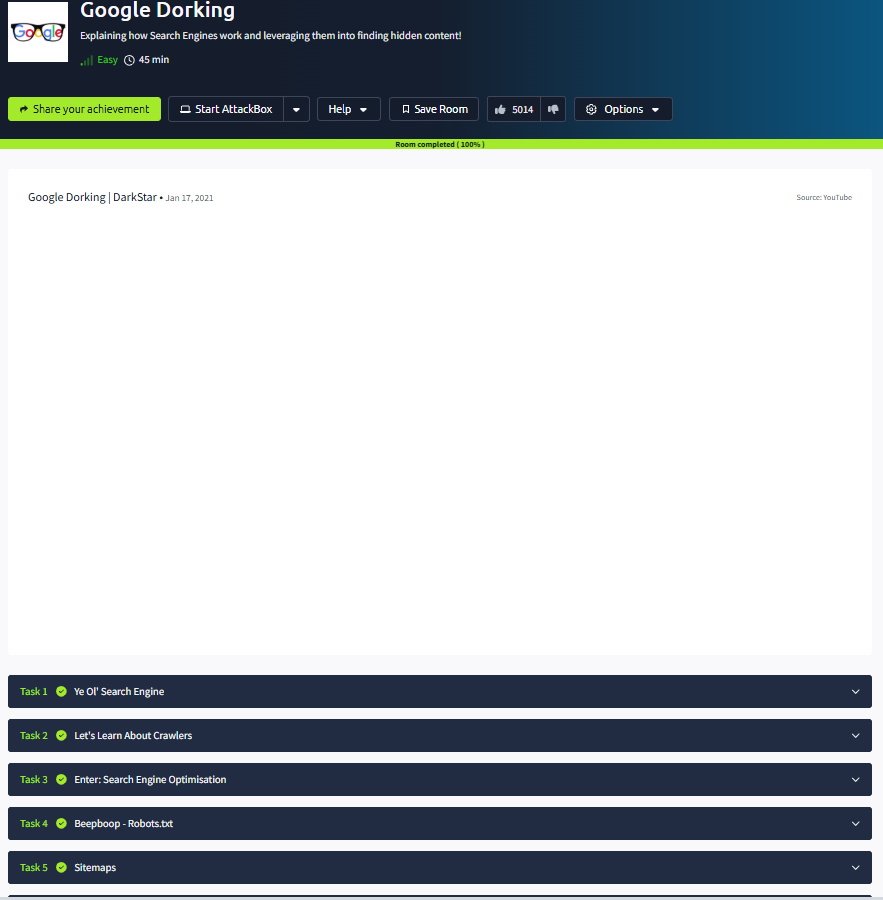 Google
Google Dorking
Explaining how Search Engines work and leveraging them into finding hidden content!
Easy 45 min
Share your achievement Start AttackBox Help Save Room 5014 Options
Room completed ( 100% )
Google Dorking | DarkStar • Jan 17, 2021 Source: YouTube
Task 1 Ye Ol' Search Engine
Task 2 Let's Learn About Crawlers
Task 3 Enter: Search Engine Optimisation
Task 4 Beepboop - Robots.txt
Task 5 Sitemaps